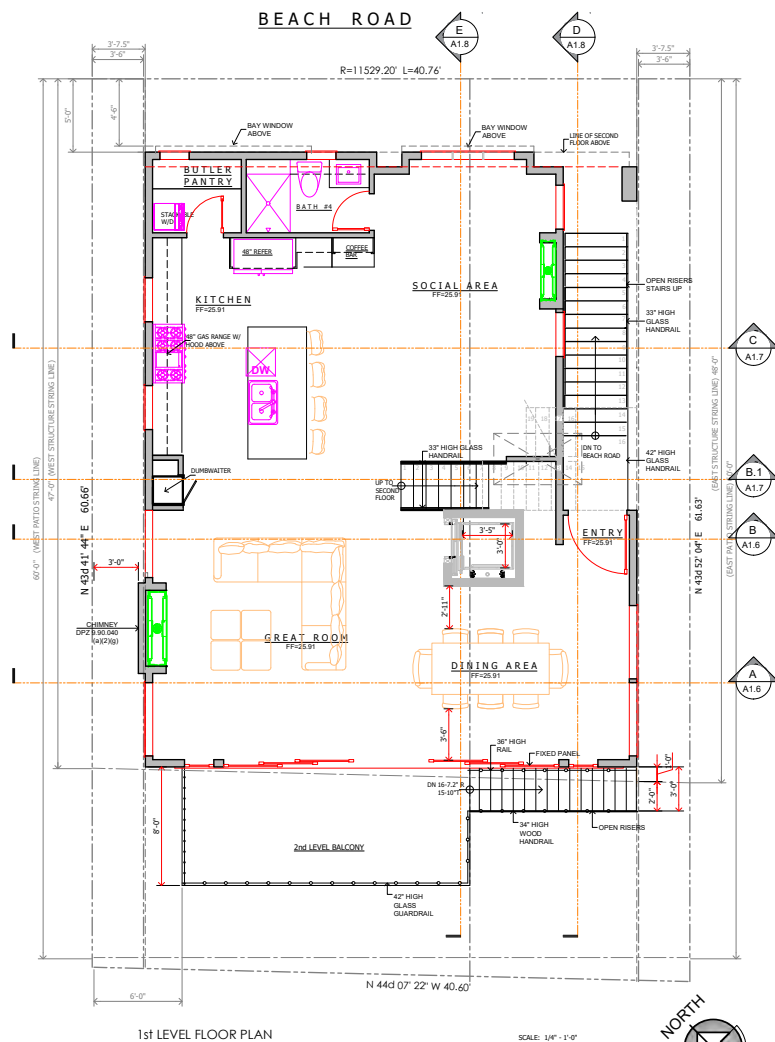 BEACH ROAD
E
A1.8
D
A1.8
3'-7.5"
3'-6"
3'-7.5"
3'-6"
R=11529.20' L=40.76'
5'-0"
4'-6"
BAY WINDOW
ABOVE
BAY WINDOW
ABOVE
LINE OF SECOND
FLOOR ABOVE
BUTLER
PANTRY
BATH #4
W/D
48" REFER
COFFEE
BAR
SOCIAL AREA
FF=25.91
KITCHEN
FF=25.91
OPEN RISERS
STAIRS UP
33" HIGH
GLASS
HANDRAIL
48" GAS RANGE W/
HOOD ABOVE
DW
C
A1.7
47'-0" (WEST STRUCTURE STRING LINE)
60'-0" (WEST PATIO STRING LINE)
(EAST STRUCTURE STRING LINE) 48'-0"
(EAST PATIO STRING LINE)
N 43d 41' 44" E 60.66'
N 43d 52' 04" E 61.63'
33" HIGH GLASS
HANDRAIL
DN TO
BEACH ROAD
42" HIGH
GLASS
HANDRAIL
DUMBWAITER
UP TO
SECOND
FLOOR
B.1
A1.7
3'-5"
3'-0"
ENTRY
FF=25.91
B
A1.6
3'-0"
2'-11"
CHIMNEY
DPZ 9.90.040
(a)(2)(g)
GREAT ROOM
FF=25.91
DINING AREA
FF=25.91
A
A1.6
3'-6"
36" HIGH
RAIL
FIXED PANEL
DN 16-7.2" R
15-10"T
1'-0"
2'-0"
3'-0"
8'-0"
34" HIGH
WOOD
HANDRAIL
OPEN RISERS
2nd LEVEL BALCONY
42" HIGH
GLASS
GUARDRAIL
N 44d 07' 22" W 40.60'
6'-0"
1st LEVEL FLOOR PLAN
SCALE: 1/4" - 1'-0"
NORTH